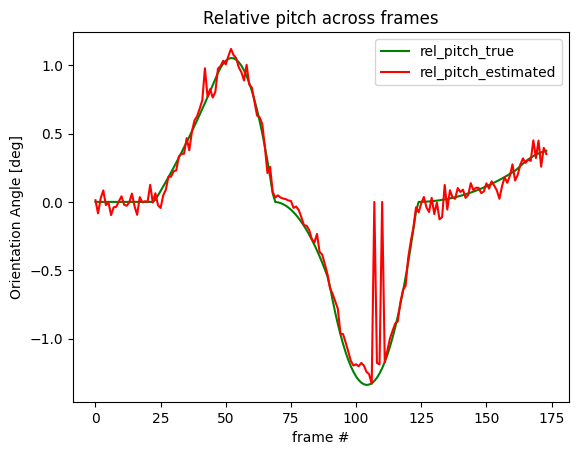 Relative pitch across frames
rel_pitch_true
rel_pitch_estimated
Orientation Angle [deg]
1.0
0.5
0.0
−0.5
−1.0
0 25 50 75 100 125 150 175
frame #